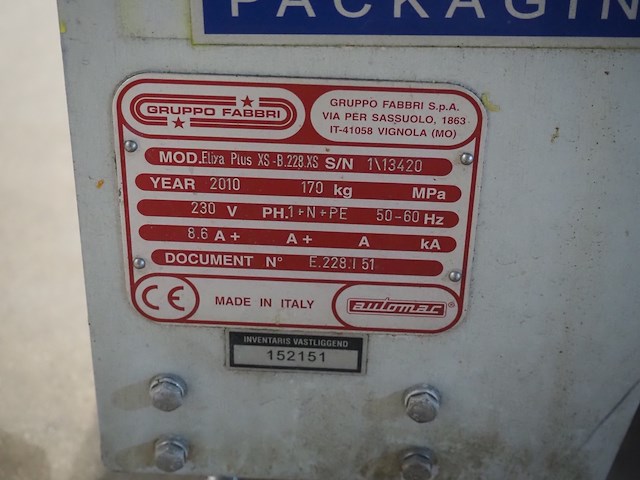 PACKAGIN
GRUPPO FABBRI
GRUPPO FABBRI S.p.A.
VIA PER SASSUOLO, 1863
IT-41058 VIGNOLA (MO)
MOD. Elixa Plus XS-B.228.XS S/N 1\13420
YEAR 2010 170 kg MPa
230 V PH. 1+N+PE 50-60 Hz
8.6 A+ A+ A kA
DOCUMENT N° E.228.I 51
CE MADE IN ITALY automac®
INVENTARIS VASTLIGGEND
152151